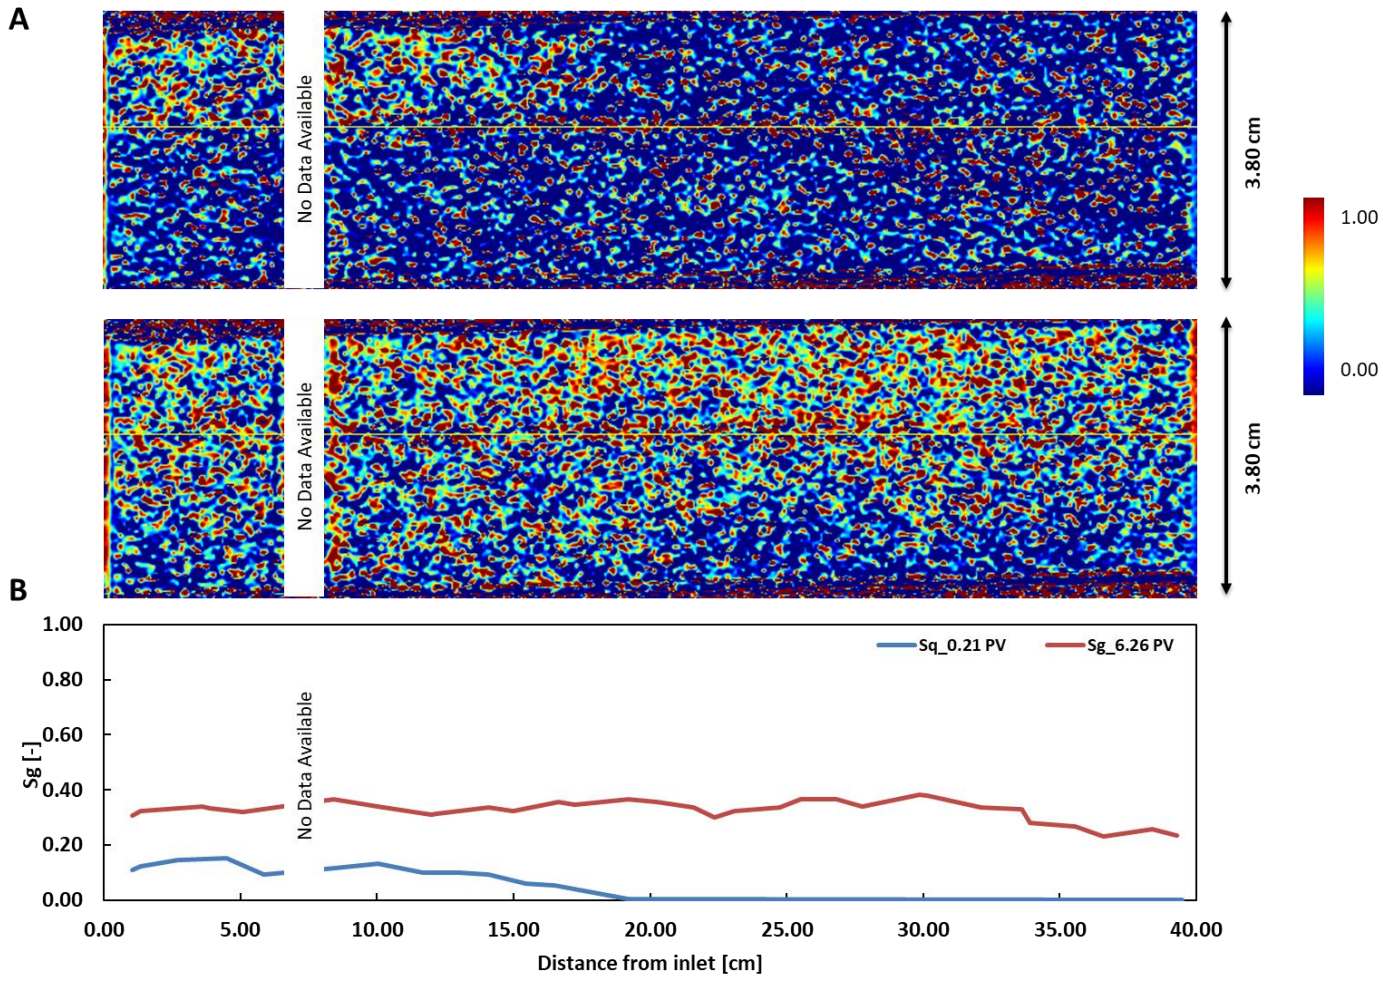 A
No Data Available
3.80 cm
1.00
0.00
No Data Available
3.80 cm
B
1.00
0.80
0.60
0.40
0.20
0.00
Sg [-]
Sq_0.21 PV
Sg_6.26 PV
No Data Available
0.00 5.00 10.00 15.00 20.00 25.00 30.00 35.00 40.00
Distance from inlet [cm]